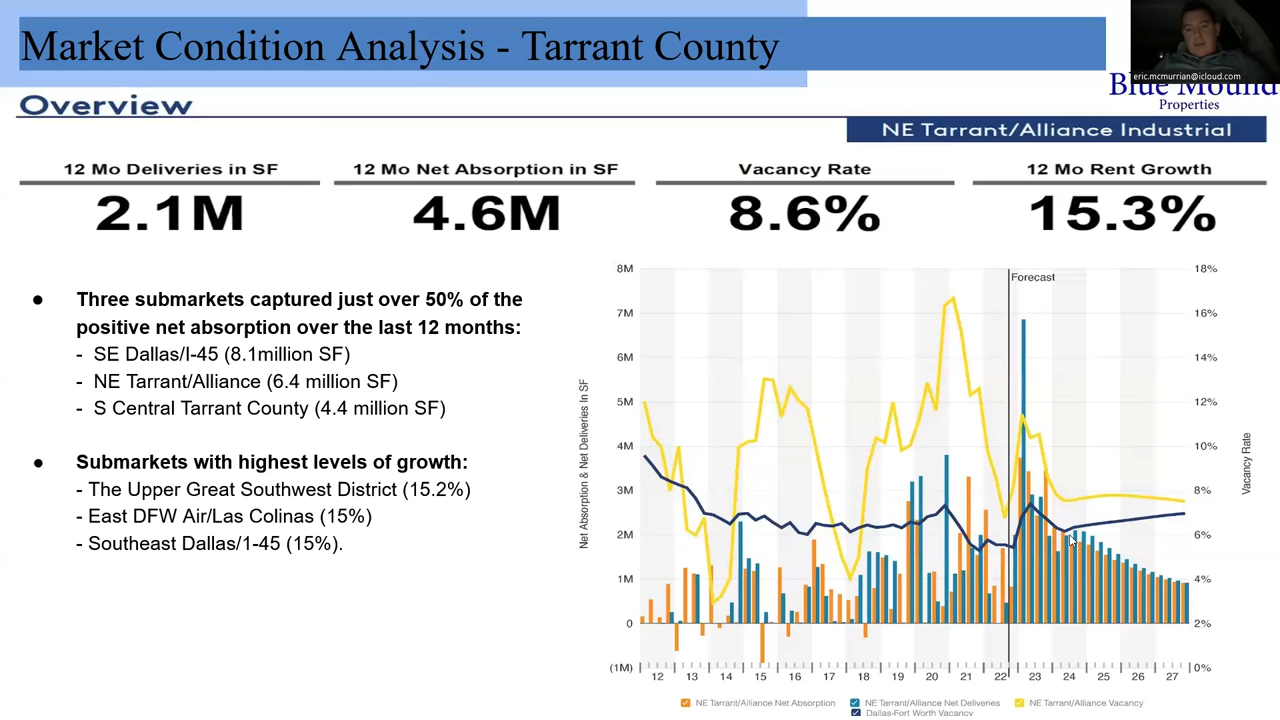 Market Condition Analysis - Tarrant County
eric.mcmurrian@icloud.com
Blue Mound
Properties
Overview
NE Tarrant/Alliance Industrial
12 Mo Deliveries in SF
12 Mo Net Absorption in SF
Vacancy Rate
12 Mo Rent Growth
2.1M
4.6M
8.6%
15.3%
● Three submarkets captured just over 50% of the
positive net absorption over the last 12 months:
- SE Dallas/I-45 (8.1million SF)
- NE Tarrant/Alliance (6.4 million SF)
- S Central Tarrant County (4.4 million SF)
● Submarkets with highest levels of growth:
- The Upper Great Southwest District (15.2%)
- East DFW Air/Las Colinas (15%)
- Southeast Dallas/1-45 (15%).
Net Absorption & Net Deliveries In SF
8M
7M
6M
5M
4M
3M
2M
1M
0
(1M)
Forecast
18%
16%
14%
12%
10%
8%
6%
4%
2%
0%
Vacancy Rate
12 13 14 15 16 17 18 19 20 21 22 23 24 25 26 27
NE Tarrant/Alliance Net Absorption
NE Tarrant/Alliance Net Deliveries
NE Tarrant/Alliance Vacancy
Dallas-Fort Worth Vacancy